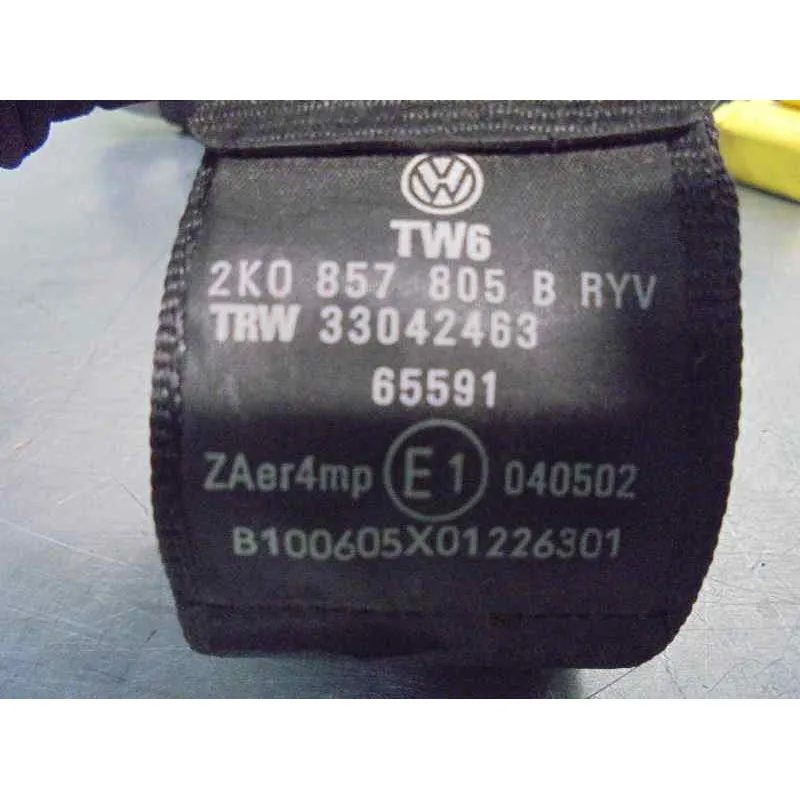 TW6
2K0 857 805 B RYV
TRW 33042463
65591
ZAer4mp E1 040502
B100605X01226301